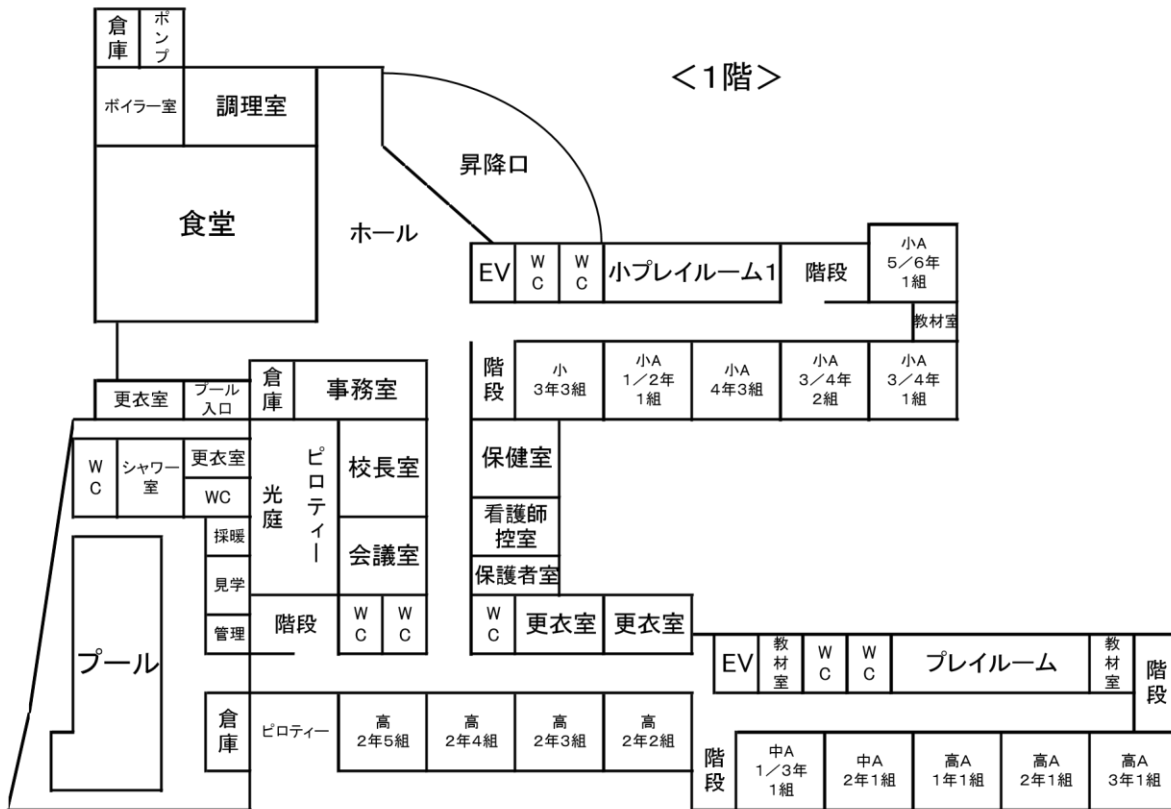 ＜1階＞
倉庫
ポンプ
ボイラー室
調理室
昇降口
食堂
ホール
EV
WC
WC
小プレイルーム1
階段
小A
5／6年
1組
教材室
階段
小
3年3組
小A
1／2年
1組
小A
4年3組
小A
3／4年
2組
小A
3／4年
1組
更衣室
プール
入口
倉庫
事務室
WC
シャワー
室
更衣室
WC
光庭
ピロティー
校長室
保健室
採暖
会議室
看護師
控室
見学
保護者室
管理
階段
WC
WC
WC
更衣室
更衣室
プール
EV
教材室
WC
WC
プレイルーム
教材室
階段
倉庫
ピロティー
高
2年5組
高
2年4組
高
2年3組
高
2年2組
階段
中A
1／3年
1組
中A
2年1組
高A
1年1組
高A
2年1組
高A
3年1組